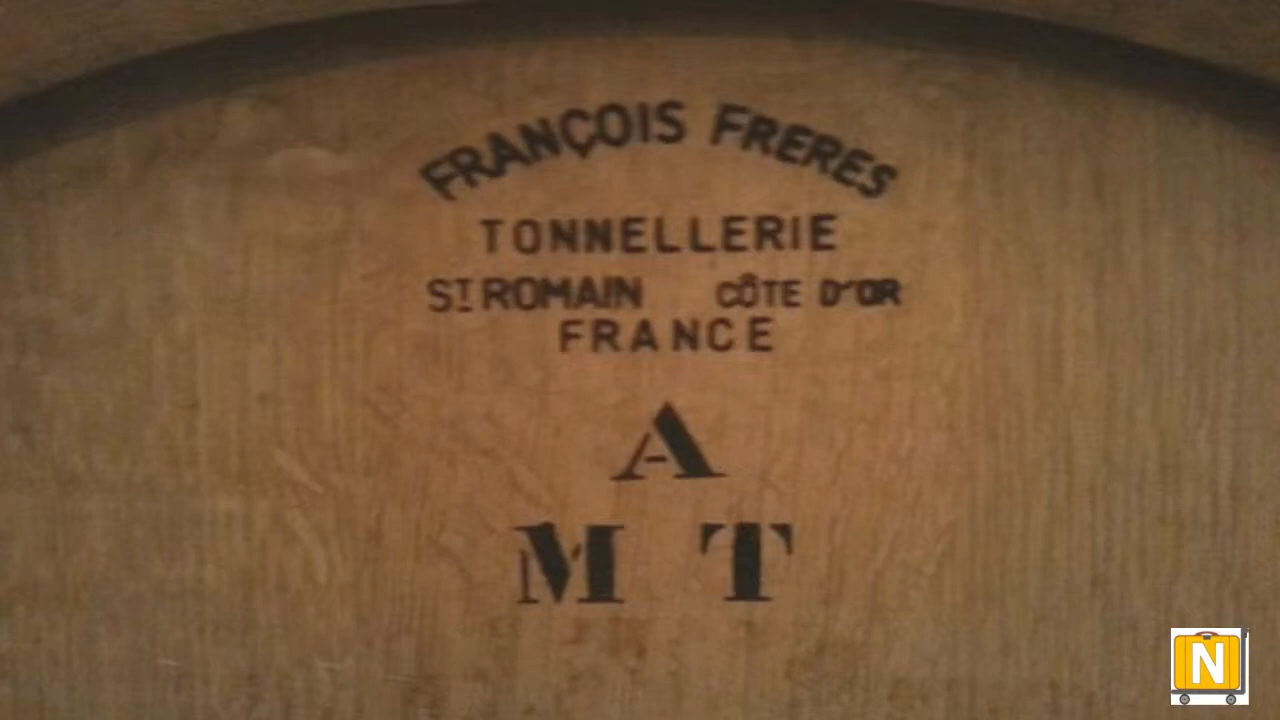 FRANÇOIS FRERES
TONNELLERIE
ST ROMAIN CÔTE D'OR
FRANCE
A
M T
N